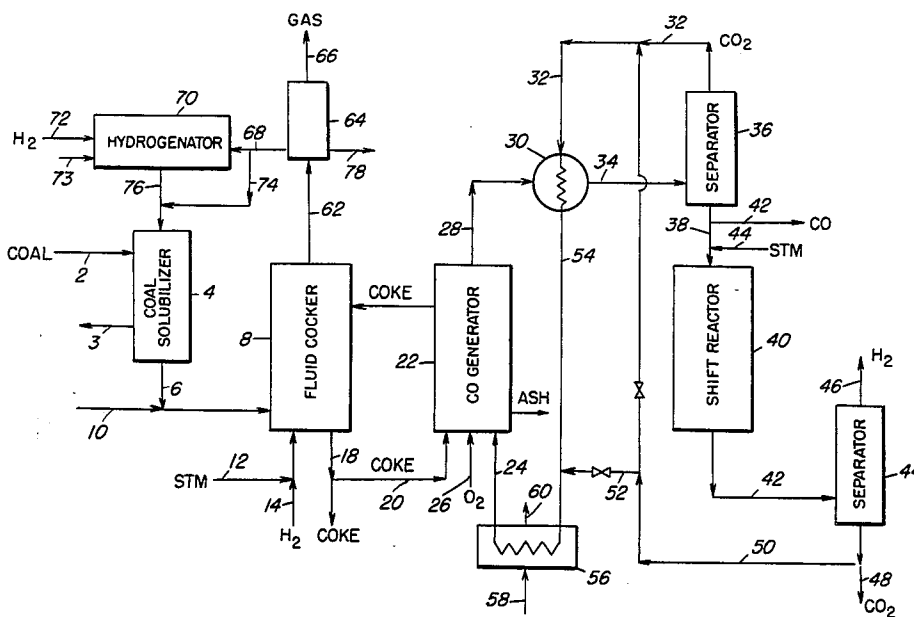 GAS
66
32
CO2
32
70
64
72
H2
HYDROGENATOR
68
30
34
SEPARATOR
36
73
78
76
74
28
38
42
CO
44
STM
62
54
COAL
2
COAL SOLUBILIZER
4
COKE
3
8
FLUID COCKER
22
CO GENERATOR
SHIFT REACTOR
40
H2
46
6
ASH
10
18
24
52
42
SEPARATOR
44
STM
12
COKE
20
26
O2
60
14
H2
COKE
56
50
48
58
CO2